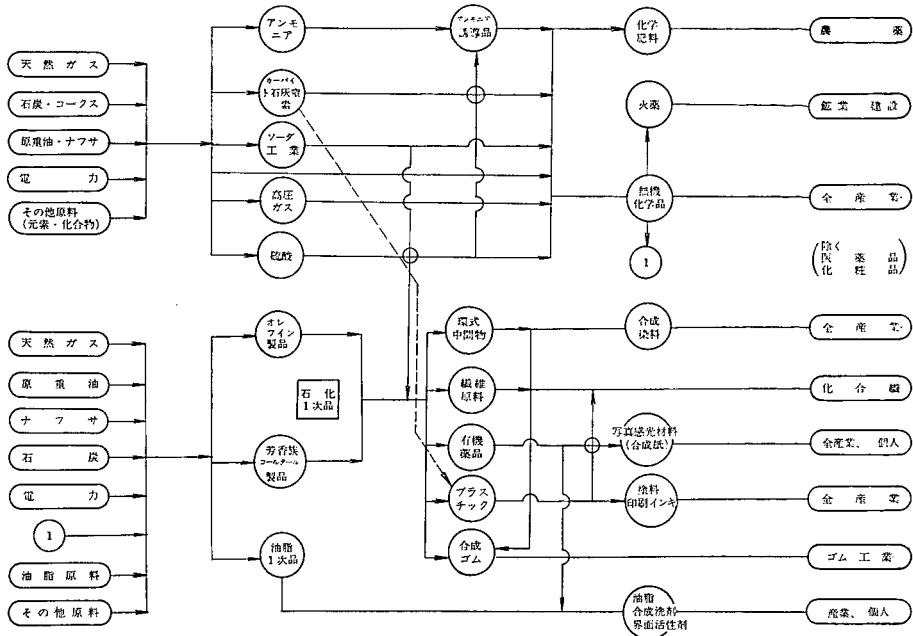 天然ガス
石炭・コークス
原重油・ナフサ
電力
その他原料
(元素・化合物)
アンモ
ニア
カーバイ
ト石灰窒
素
ソーダ
工業
高圧
ガス
硫酸
アンモニア
誘導品
化学
肥料
火薬
無機
化学品
1
農薬
鉱業建設
全産業
除く
医薬品
化粧品
天然ガス
原重油
ナフサ
石炭
電力
1
油脂原料
その他原料
オレ
フイン
製品
芳香族
コールタール
製品
油脂
1次品
石化
1次品
環式
中間物
繊維
原料
有機
薬品
プラス
チック
合成
ゴム
合成
染料
写真感光材料
(合成紙)
塗料
印刷インキ
油脂
合成洗剤
界面活性剤
全産業
化合繊
全産業、個人
全産業
ゴム工業
産業、個人